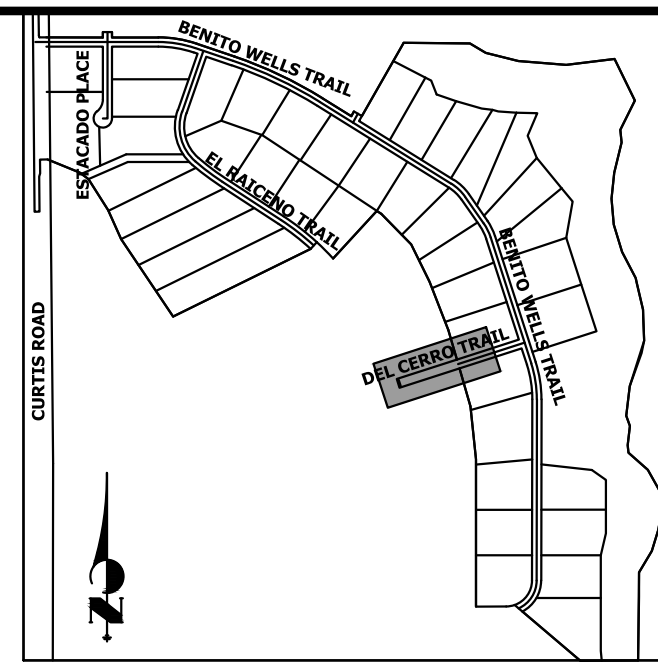 BENITO WELLS TRAIL
ESTACADO PLACE
EL RAICENO TRAIL
BENITO WELLS TRAIL
CURTIS ROAD
DEL CERRO TRAIL
N